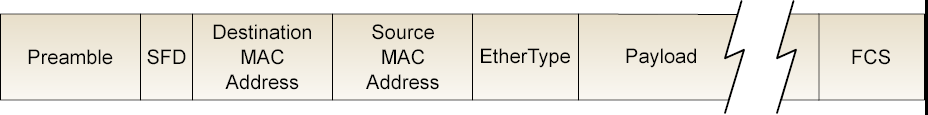 Preamble
SFD
Destination
MAC
Address
Source
MAC
Address
EtherType
Payload
FCS